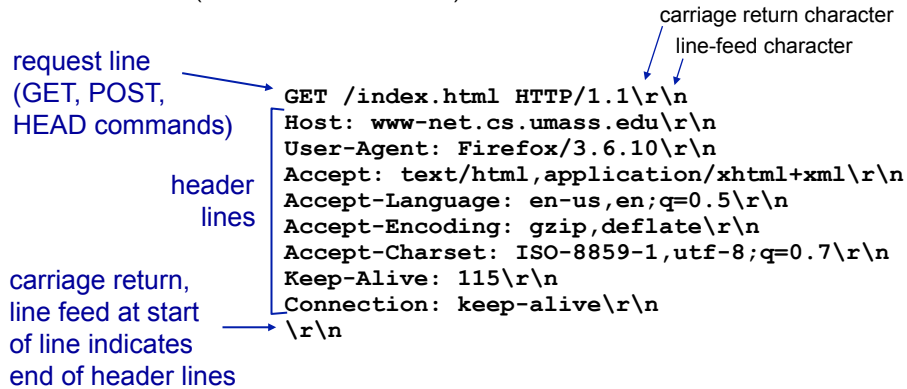 carriage return character
line-feed character
request line
(GET, POST,
HEAD commands)
GET /index.html HTTP/1.1\r\n
Host: www-net.cs.umass.edu\r\n
User-Agent: Firefox/3.6.10\r\n
Accept: text/html,application/xhtml+xml\r\n
Accept-Language: en-us,en;q=0.5\r\n
Accept-Encoding: gzip,deflate\r\n
Accept-Charset: ISO-8859-1,utf-8;q=0.7\r\n
Keep-Alive: 115\r\n
Connection: keep-alive\r\n
\r\n
header
lines
carriage return,
line feed at start
of line indicates
end of header lines